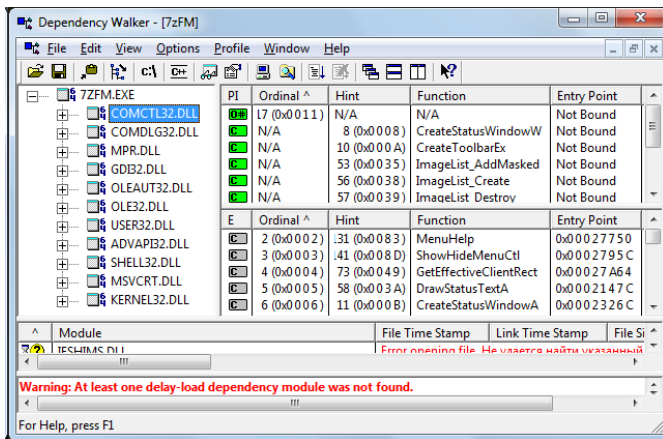 Dependency Walker - [7zFM]
File Edit View Options Profile Window Help
c:\ C++
7ZFM.EXE
COMCTL32.DLL
COMDLG32.DLL
MPR.DLL
GDI32.DLL
OLEAUT32.DLL
OLE32.DLL
USER32.DLL
ADVAPI32.DLL
SHELL32.DLL
MSVCRT.DLL
KERNEL32.DLL
PI Ordinal ^ Hint Function Entry Point
O# 17 (0x0011) N/A N/A Not Bound
C N/A 8 (0x0008) CreateStatusWindowW Not Bound
C N/A 10 (0x000A) CreateToolbarEx Not Bound
C N/A 53 (0x0035) ImageList_AddMasked Not Bound
C N/A 56 (0x0038) ImageList_Create Not Bound
C N/A 57 (0x0039) ImageList_Destroy Not Bound
E Ordinal ^ Hint Function Entry Point
C 2 (0x0002) 131 (0x0083) MenuHelp 0x00027750
C 3 (0x0003) 141 (0x008D) ShowHideMenuCtl 0x0002795C
C 4 (0x0004) 73 (0x0049) GetEffectiveClientRect 0x00027A64
C 5 (0x0005) 58 (0x003A) DrawStatusTextA 0x0002147C
C 6 (0x0006) 11 (0x000B) CreateStatusWindowA 0x0002326C
^ Module File Time Stamp Link Time Stamp File Si
IESHIMS.DLL Error opening file. Не удается найти указанный
Warning: At least one delay-load dependency module was not found.
For Help, press F1